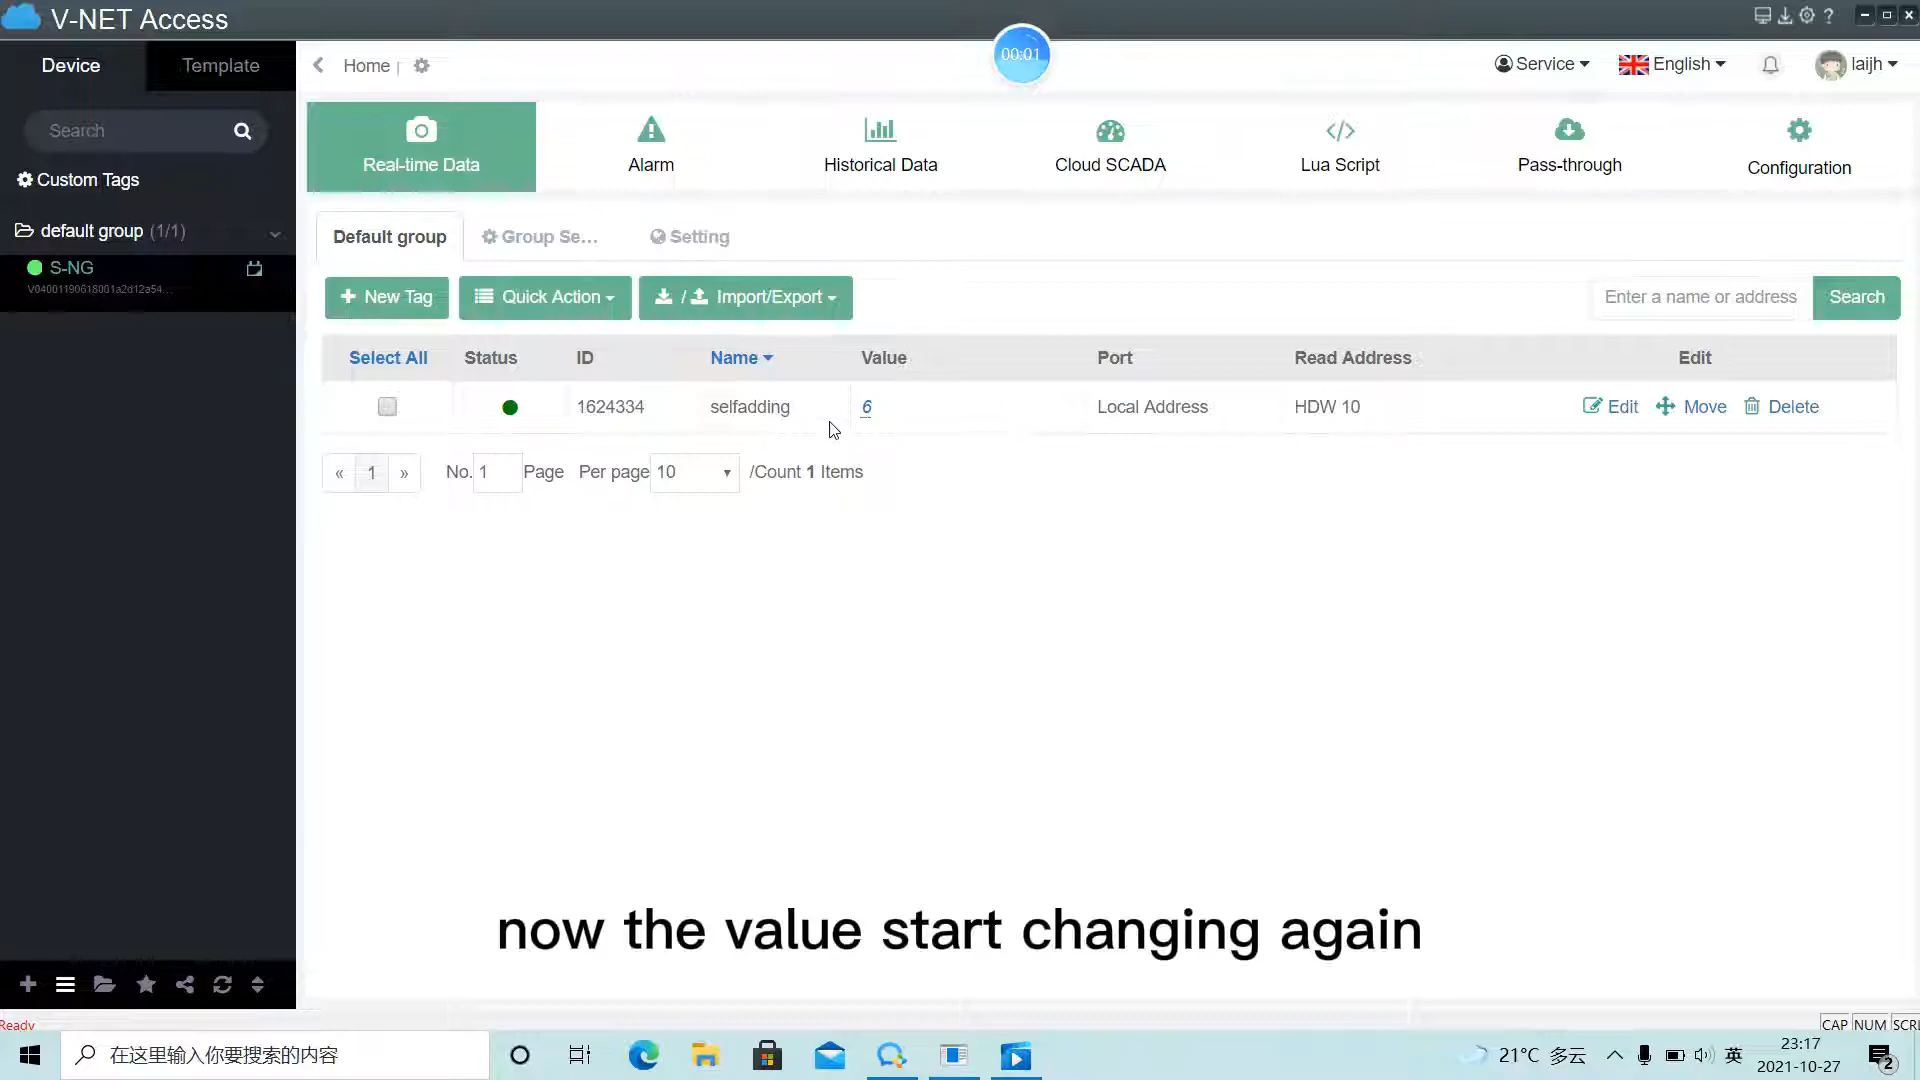 V-NET Access
Device
Template
Home
00:01
Service
English
laijh
Search
Custom Tags
default group (1/1)
S-NG
V04001190618001a2d12a54...
Real-time Data
Alarm
Historical Data
Cloud SCADA
Lua Script
Pass-through
Configuration
Default group
Group Se...
Setting
New Tag
Quick Action
/ Import/Export
Enter a name or address
Search
Select All Status ID Name Value Port Read Address Edit
1624334 selfadding 6 Local Address HDW 10 Edit Move Delete
« 1 » No. 1 Page Per page 10 /Count 1 Items
now the value start changing again
Ready
CAP NUM SCRL
在这里输入你要搜索的内容
21°C 多云
英
23:17
2021-10-27
2